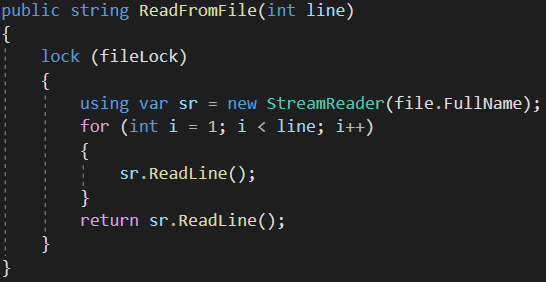 public string ReadFromFile(int line)
{
lock (fileLock)
{
using var sr = new StreamReader(file.FullName);
for (int i = 1; i < line; i++)
{
sr.ReadLine();
}
return sr.ReadLine();
}
}